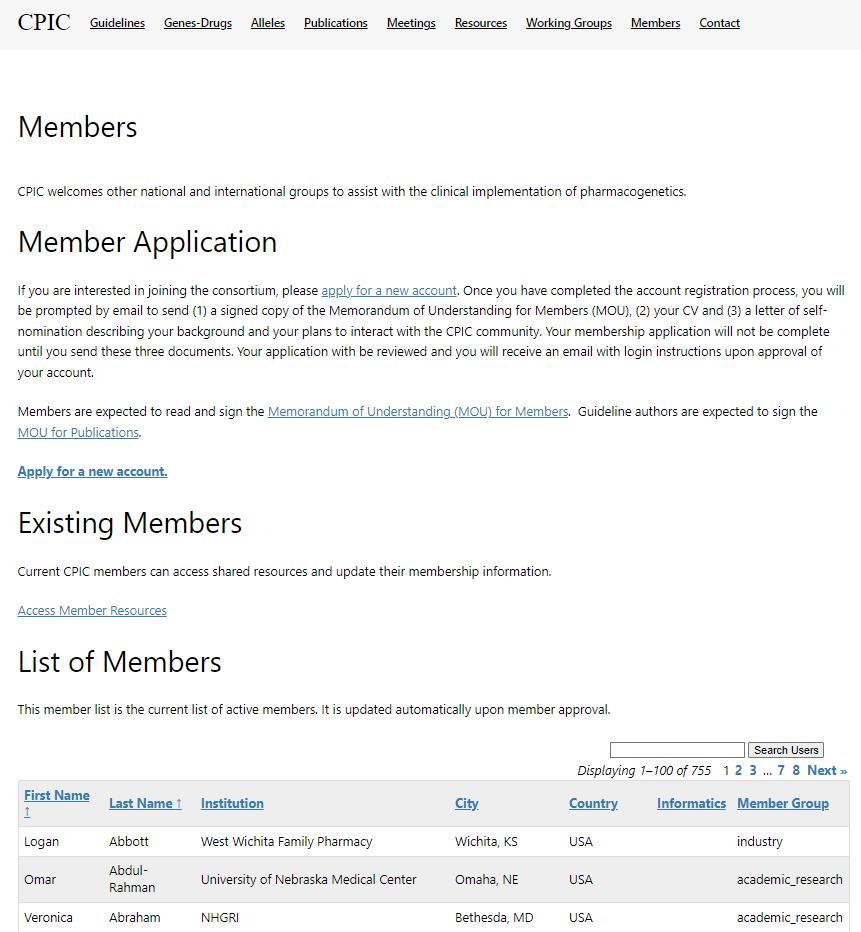 CPIC Guidelines Genes-Drugs Alleles Publications Meetings Resources Working Groups Members Contact
Members
CPIC welcomes other national and international groups to assist with the clinical implementation of pharmacogenetics.
Member Application
If you are interested in joining the consortium, please apply for a new account. Once you have completed the account registration process, you will
be prompted by email to send (1) a signed copy of the Memorandum of Understanding for Members (MOU), (2) your CV and (3) a letter of self-
nomination describing your background and your plans to interact with the CPIC community. Your membership application will not be complete
until you send these three documents. Your application with be reviewed and you will receive an email with login instructions upon approval of
your account.
Members are expected to read and sign the Memorandum of Understanding (MOU) for Members.  Guideline authors are expected to sign the
MOU for Publications.
Apply for a new account.
Existing Members
Current CPIC members can access shared resources and update their membership information.
Access Member Resources
List of Members
This member list is the current list of active members. It is updated automatically upon member approval.
Search Users
Displaying 1–100 of 755 1 2 3 ... 7 8 Next »
First Name ↑ Last Name ↑ Institution City Country Informatics Member Group
Logan Abbott West Wichita Family Pharmacy Wichita, KS USA industry
Omar Abdul-Rahman University of Nebraska Medical Center Omaha, NE USA academic_research
Veronica Abraham NHGRI Bethesda, MD USA academic_research